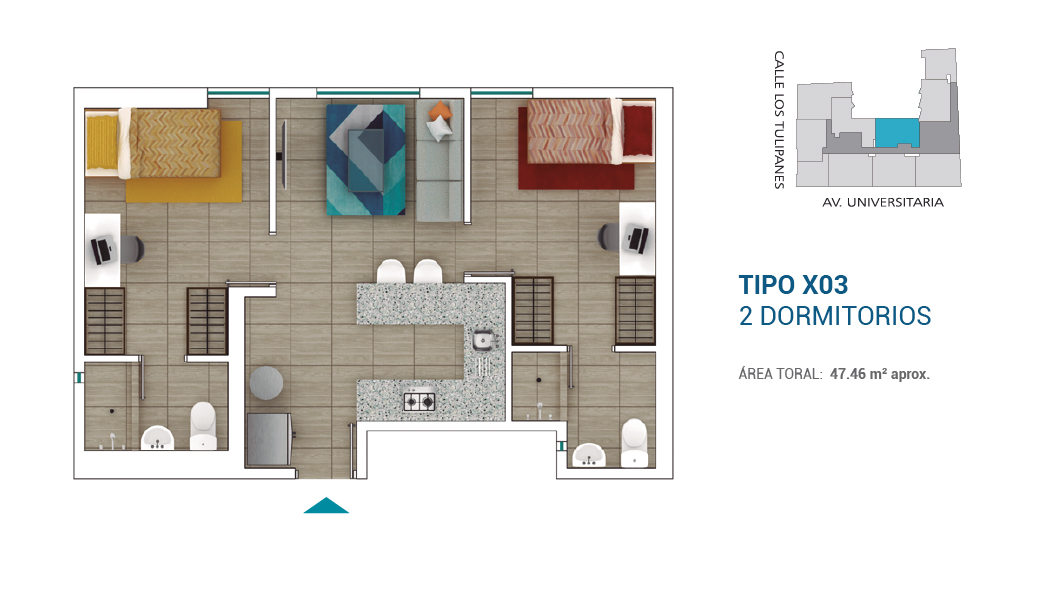 CALLE LOS TULIPANES
AV. UNIVERSITARIA
TIPO X03
2 DORMITORIOS
ÁREA TORAL: 47.46 m² aprox.